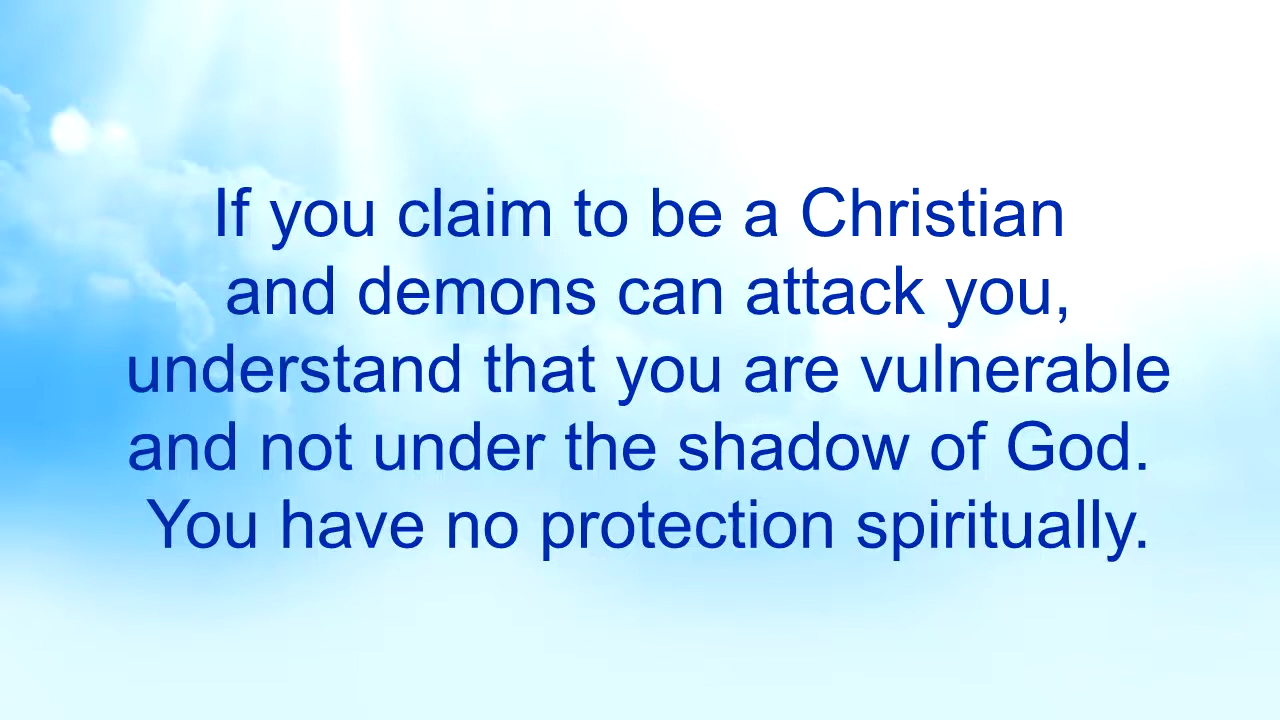 If you claim to be a Christian
and demons can attack you,
understand that you are vulnerable
and not under the shadow of God.
You have no protection spiritually.